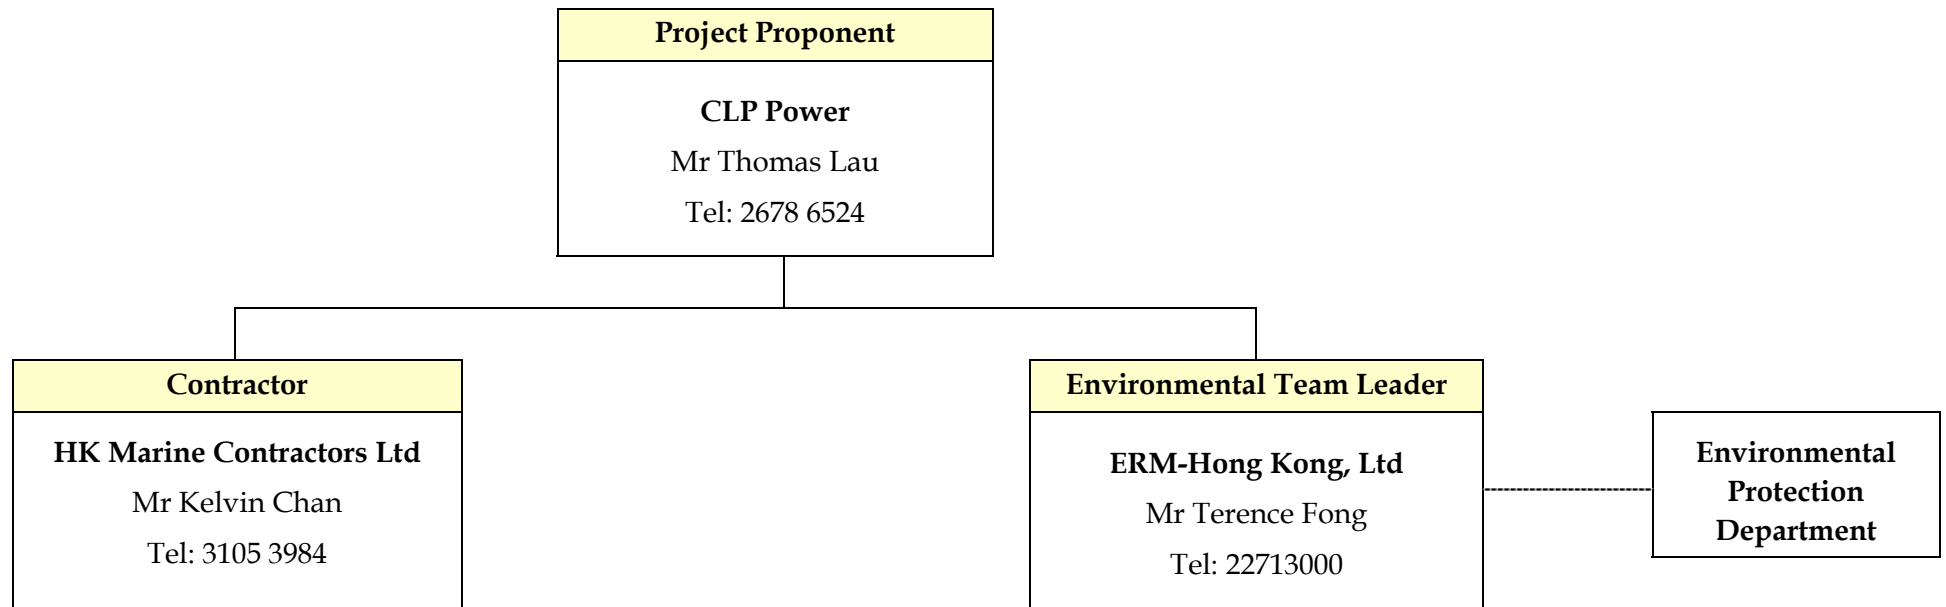 Project Proponent
CLP Power
Mr Thomas Lau
Tel: 2678 6524
Contractor
HK Marine Contractors Ltd
Mr Kelvin Chan
Tel: 3105 3984
Environmental Team Leader
ERM-Hong Kong, Ltd
Mr Terence Fong
Tel: 22713000
Environmental
Protection
Department